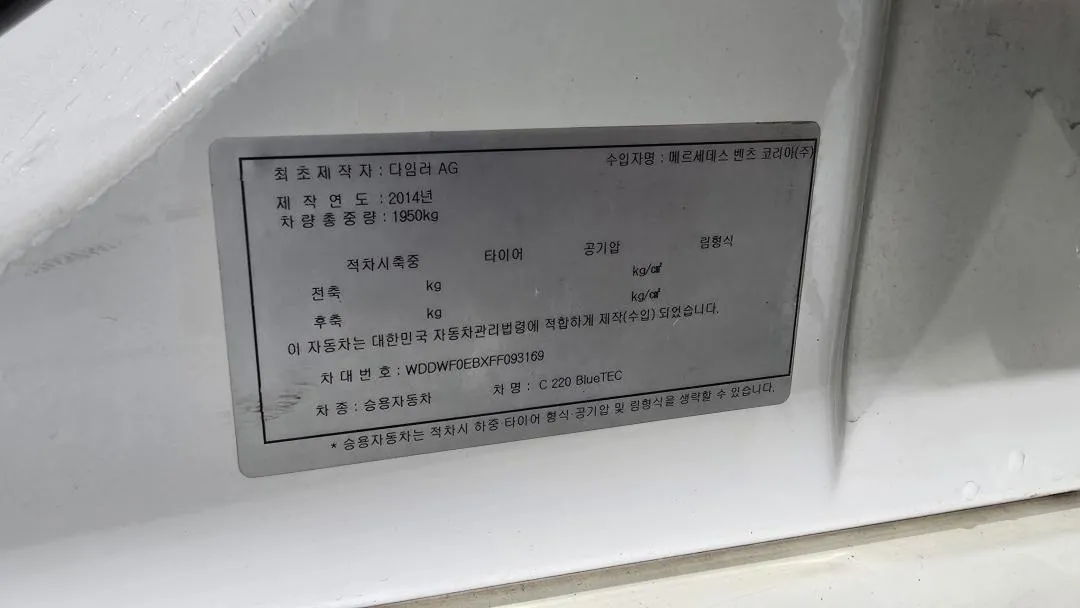 최초제작자 : 다임러 AG 수입자명 : 메르세데스 벤츠 코리아(주)
제작연도 : 2014년
차량총중량 : 1950kg
적차시축중 타이어 공기압 림형식
전축 kg kg/㎠
후축 kg kg/㎠
이 자동차는 대한민국 자동차관리법령에 적합하게 제작(수입) 되었습니다.
차대번호 : WDDWF0EBXFF093169
차종 : 승용자동차 차명 : C 220 BlueTEC
* 승용자동차는 적차시 하중·타이어 형식·공기압 및 림형식을 생략할 수 있습니다.